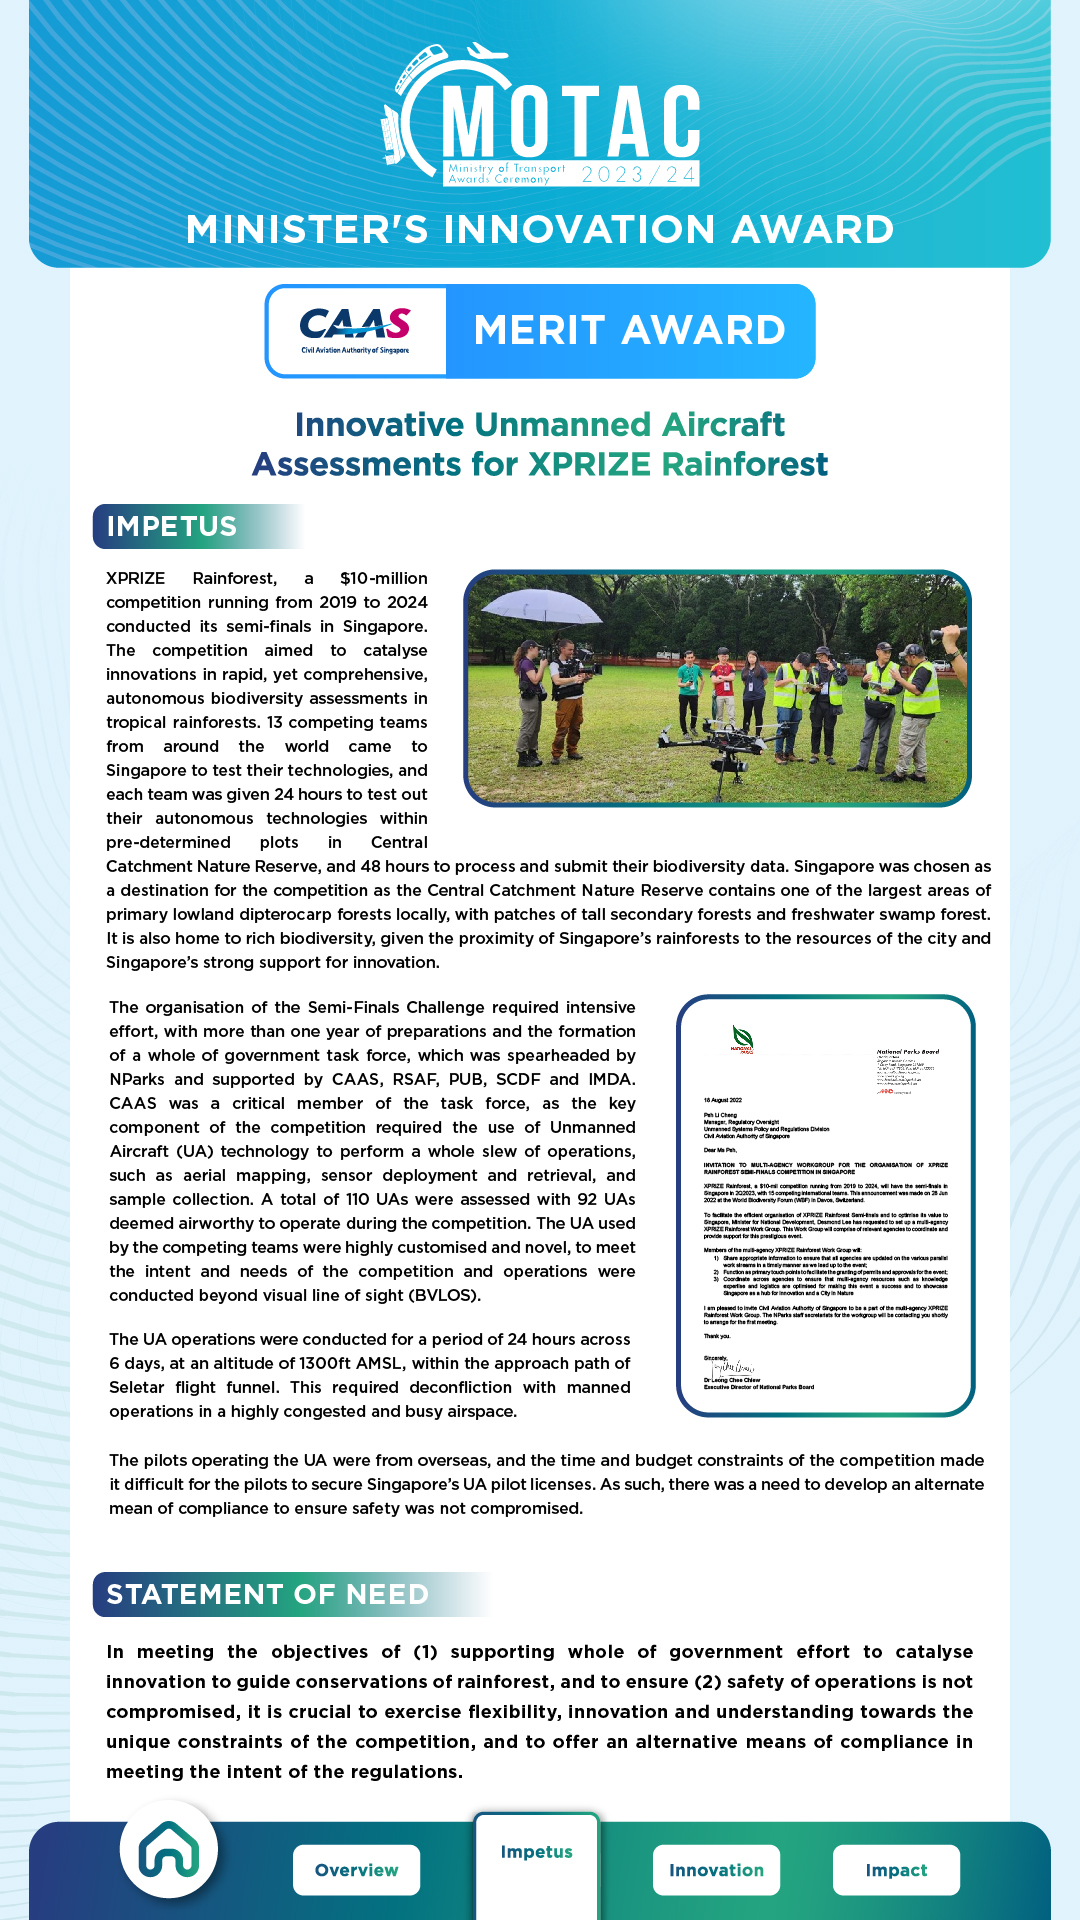 MOTAC
Ministry of Transport
Awards Ceremony
2023/24
MINISTER'S INNOVATION AWARD
CAAS
Civil Aviation Authority of Singapore
MERIT AWARD
Innovative Unmanned Aircraft
Assessments for XPRIZE Rainforest
IMPETUS
XPRIZE Rainforest, a $10-million
competition running from 2019 to 2024
conducted its semi-finals in Singapore.
The competition aimed to catalyse
innovations in rapid, yet comprehensive,
autonomous biodiversity assessments in
tropical rainforests. 13 competing teams
from around the world came to
Singapore to test their technologies, and
each team was given 24 hours to test out
their autonomous technologies within
pre-determined plots in Central
Catchment Nature Reserve, and 48 hours to process and submit their biodiversity data. Singapore was chosen as
a destination for the competition as the Central Catchment Nature Reserve contains one of the largest areas of
primary lowland dipterocarp forests locally, with patches of tall secondary forests and freshwater swamp forest.
It is also home to rich biodiversity, given the proximity of Singapore's rainforests to the resources of the city and
Singapore's strong support for innovation.
The organisation of the Semi-Finals Challenge required intensive
effort, with more than one year of preparations and the formation
of a whole of government task force, which was spearheaded by
NParks and supported by CAAS, RSAF, PUB, SCDF and IMDA.
CAAS was a critical member of the task force, as the key
component of the competition required the use of Unmanned
Aircraft (UA) technology to perform a whole slew of operations,
such as aerial mapping, sensor deployment and retrieval, and
sample collection. A total of 110 UAs were assessed with 92 UAs
deemed airworthy to operate during the competition. The UA used
by the competing teams were highly customised and novel, to meet
the intent and needs of the competition and operations were
conducted beyond visual line of sight (BVLOS).
The UA operations were conducted for a period of 24 hours across
6 days, at an altitude of 1300ft AMSL, within the approach path of
Seletar flight funnel. This required deconfliction with manned
operations in a highly congested and busy airspace.
NATIONAL
PARKS
National Parks Board
18 August 2022
Peh Li Cheng
Manager, Regulatory Oversight
Unmanned Systems Policy and Regulations Division
Civil Aviation Authority of Singapore
Dear Ms Peh,
INVITATION TO MULTI-AGENCY WORKGROUP FOR THE ORGANISATION OF XPRIZE
RAINFOREST SEMI-FINALS COMPETITION IN SINGAPORE
XPRIZE Rainforest, a $10-mil competition running from 2019 to 2024, will have the semi-finals in
Singapore in 2Q2023, with 15 competing international teams. This announcement was made on 26 Jun
2022 at the World Biodiversity Forum (WBF) in Davos, Switzerland.
To facilitate the efficient organisation of XPRIZE Rainforest Semi-finals and to optimise its value to
Singapore, Minister for National Development, Desmond Lee has requested to set up a multi-agency
XPRIZE Rainforest Work Group. This Work Group will comprise of relevant agencies to coordinate and
provide support for this prestigious event.
Members of the multi-agency XPRIZE Rainforest Work Group will:
1) Share appropriate information to ensure that all agencies are updated on the various parallel
work streams in a timely manner as we lead up to the event;
2) Function as primary touch points to facilitate the granting of permits and approvals for the event;
3) Coordinate across agencies to ensure that multi-agency resources such as knowledge
expertise and logistics are optimised for making this event a success and to showcase
Singapore as a hub for innovation and a City in Nature
I am pleased to invite Civil Aviation Authority of Singapore to be a part of the multi-agency XPRIZE
Rainforest Work Group. The NParks staff secretariats for the workgroup will be contacting you shortly
to arrange for the first meeting.
Thank you.
Sincerely,
Dr Leong Chee Chiew
Executive Director of National Parks Board
The pilots operating the UA were from overseas, and the time and budget constraints of the competition made
it difficult for the pilots to secure Singapore's UA pilot licenses. As such, there was a need to develop an alternate
mean of compliance to ensure safety was not compromised.
STATEMENT OF NEED
In meeting the objectives of (1) supporting whole of government effort to catalyse
innovation to guide conservations of rainforest, and to ensure (2) safety of operations is not
compromised, it is crucial to exercise flexibility, innovation and understanding towards the
unique constraints of the competition, and to offer an alternative means of compliance in
meeting the intent of the regulations.
Overview
Impetus
Innovation
Impact